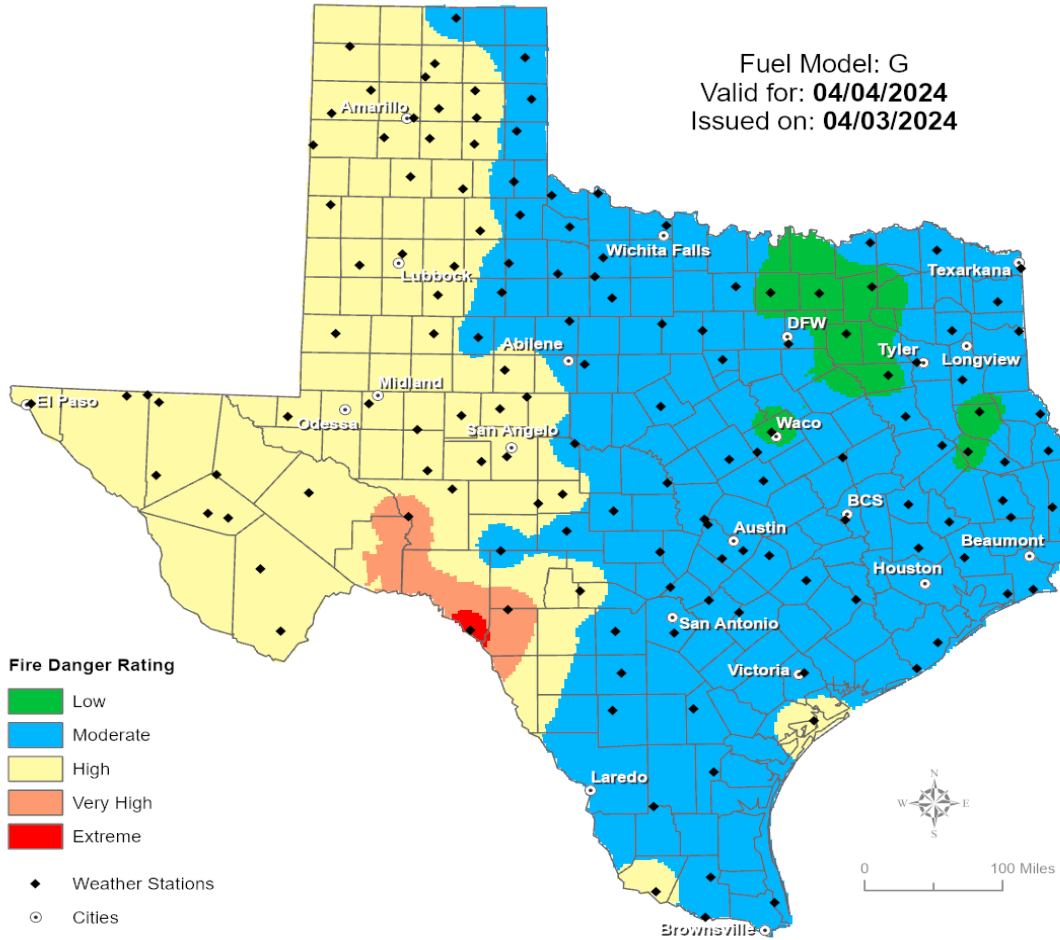 Fuel Model: G
Valid for: 04/04/2024
Issued on: 04/03/2024
Amarillo
Wichita Falls
Lubbock
Texarkana
DFW
Abilene
Tyler
Longview
Midland
El Paso
Odessa
San Angelo
Waco
BCS
Austin
Beaumont
Houston
San Antonio
Victoria
Laredo
Brownsville
Fire Danger Rating
Low
Moderate
High
Very High
Extreme
Weather Stations
Cities
N
W E
S
0 100 Miles